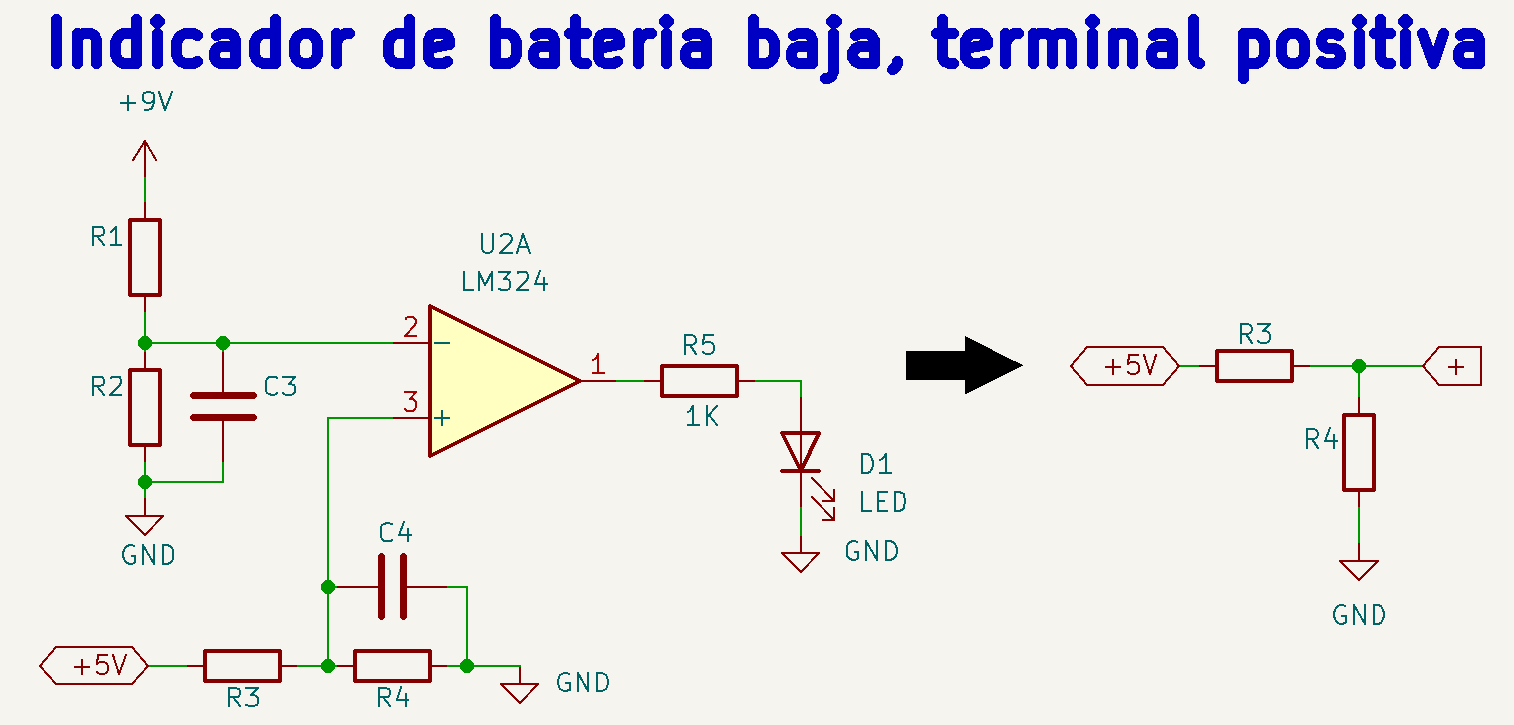 Indicador de bateria baja, terminal positiva
+9V
R1
R2
C3
GND
U2A
LM324
2
−
3
+
1
R5
1K
D1
LED
GND
C4
+5V
R3
R4
GND
+5V
R3
+
R4
GND